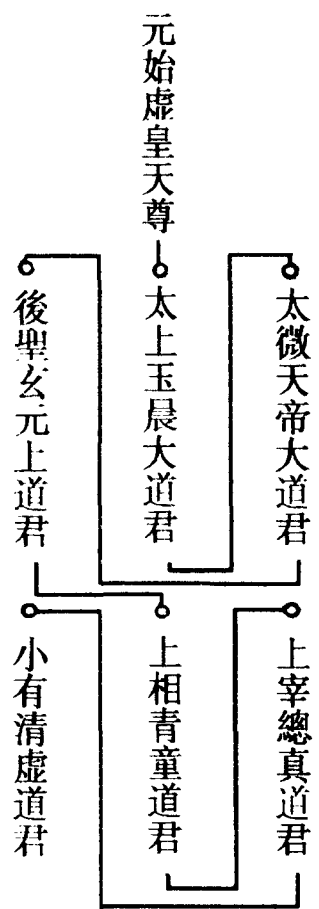 元始虛皇天尊
太微天帝大道君
太上玉晨大道君
後聖玄元上道君
上宰總真道君
上相青童道君
小有清虛道君